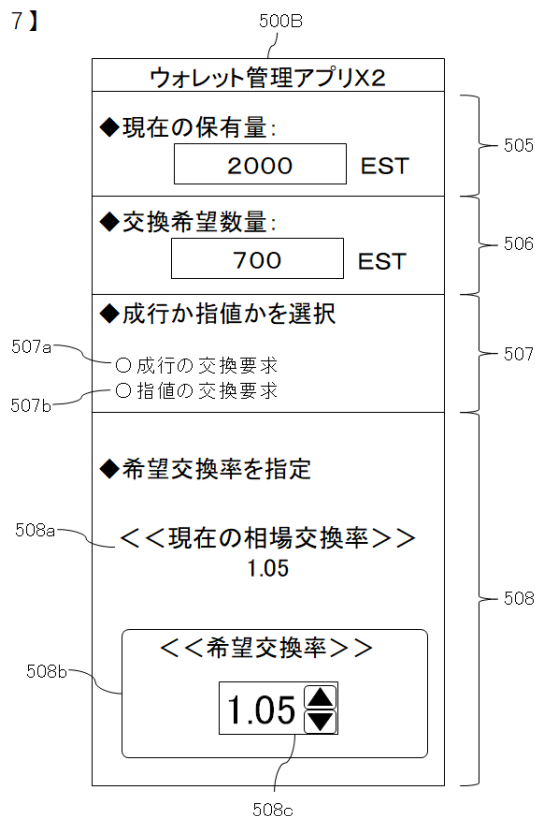 7】
500B
ウォレット管理アプリX2
◆現在の保有量:
2000 EST
505
◆交換希望数量:
700 EST
506
◆成行か指値かを選択
507a
○成行の交換要求
507
507b
○指値の交換要求
◆希望交換率を指定
508a
<<現在の相場交換率>>
1.05
508
<<希望交換率>>
508b
1.05 ▲▼
508c